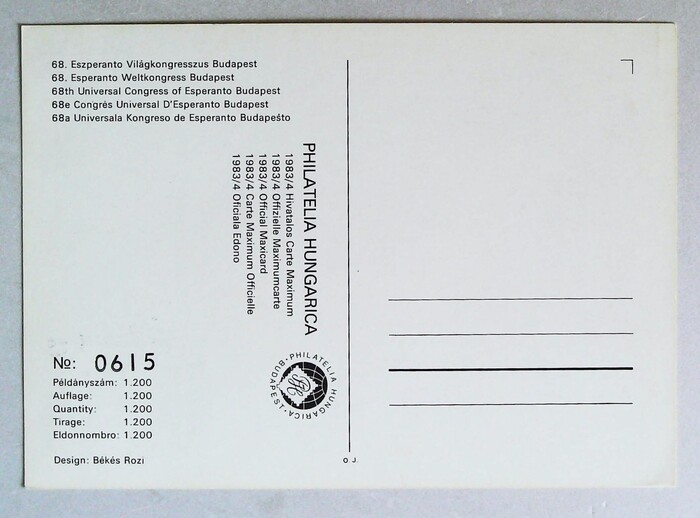 68. Eszperanto Világkongresszus Budapest
68. Esperanto Weltkongress Budapest
68th Universal Congress of Esperanto Budapest
68e Congrés Universal D'Esperanto Budapest
68a Universala Kongreso de Esperanto Budapeŝto
PHILATELIA HUNGARICA
1983/4 Hivatalos Carte Maximum
1983/4 Offizielle Maximumcarte
1983/4 Official Maxicard
1983/4 Carte Maximum Officielle
1983/4 Oficiala Edono
PHILATELIA HUNGARICA · BUDAPEST ·
PH
No: 0615
Példányszám: 1.200
Auflage: 1.200
Quantity: 1.200
Tirage: 1.200
Eldonnombro: 1.200
Design: Békés Rozi
O. J.